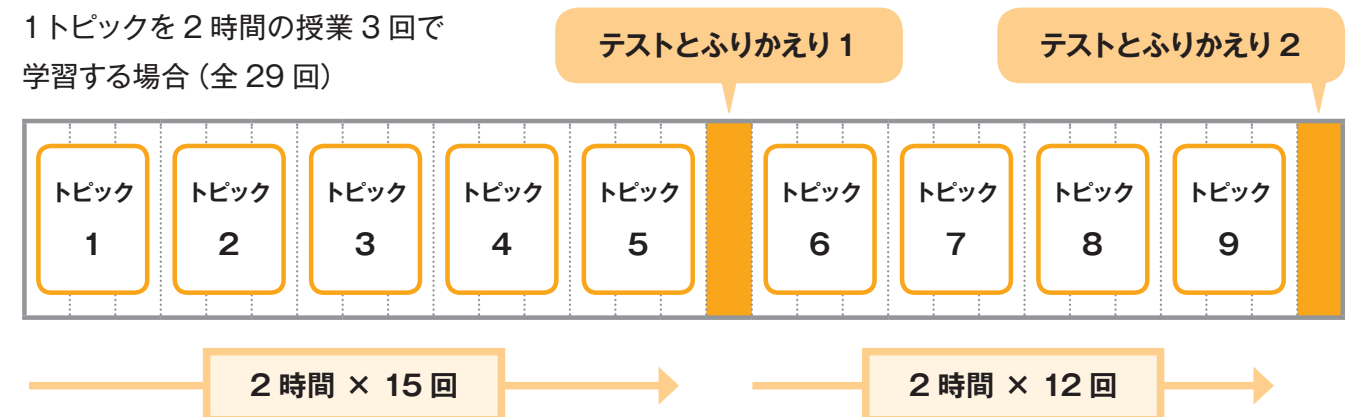 1トピックを2時間の授業3回で
学習する場合(全29回)
テストとふりかえり1
テストとふりかえり2
トピック
1
トピック
2
トピック
3
トピック
4
トピック
5
トピック
6
トピック
7
トピック
8
トピック
9
2時間 × 15回
2時間 × 12回